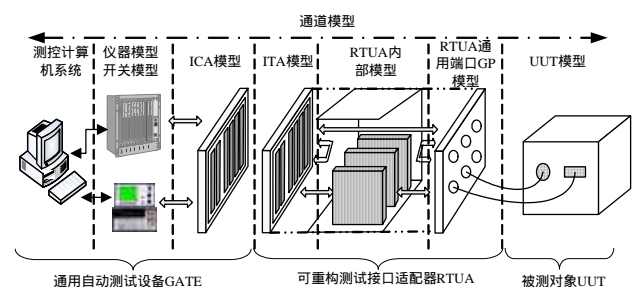 通道模型
测控计算
机系统
仪器模型
开关模型
ICA模型
ITA模型
RTUA内
部模型
RTUA通
用端口GP
模型
UUT模型
通用自动测试设备GATE
可重构测试接口适配器RTUA
被测对象UUT